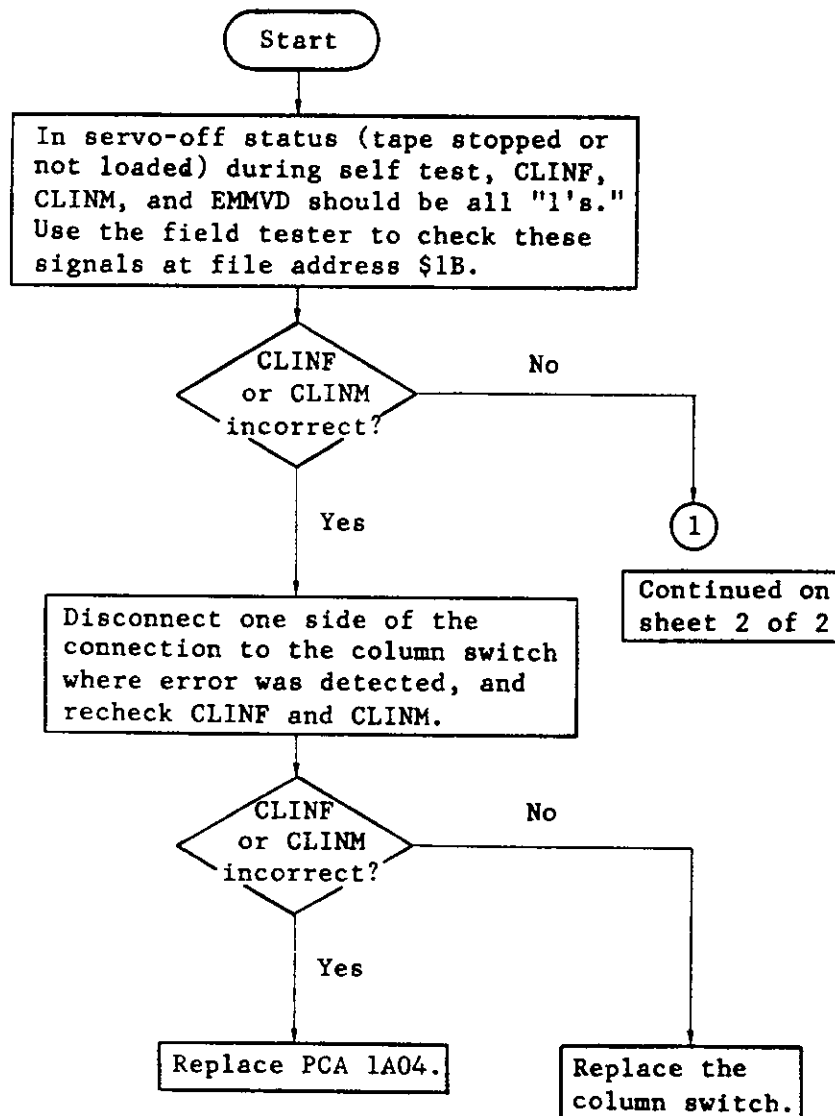 Start
In servo-off status (tape stopped or
not loaded) during self test, CLINF,
CLINM, and EMMVD should be all "1's."
Use the field tester to check these
signals at file address $1B.
CLINF
or CLINM
incorrect?
No
Yes
1
Continued on
sheet 2 of 2
Disconnect one side of the
connection to the column switch
where error was detected, and
recheck CLINF and CLINM.
CLINF
or CLINM
incorrect?
No
Yes
Replace PCA 1A04.
Replace the
column switch.